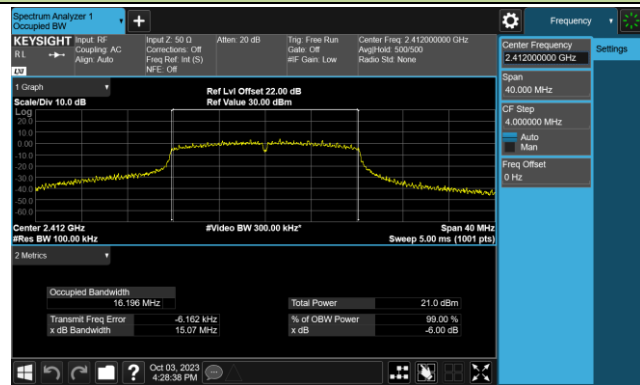 Spectrum Analyzer 1
Occupied BW
Frequency
KEYSIGHT
RL
LXI
Input: RF
Coupling: AC
Align: Auto
Input Z: 50 Ω
Corrections: Off
Freq Ref: Int (S)
NFE: Off
Atten: 20 dB
Trig: Free Run
Gate: Off
#IF Gain: Low
Center Freq: 2.412000000 GHz
Avg|Hold: 500/500
Radio Std: None
Center Frequency
2.412000000 GHz
Settings
Span
40.000 MHz
CF Step
4.000000 MHz
Auto
Man
Freq Offset
0 Hz
1 Graph
Scale/Div 10.0 dB
Ref Lvl Offset 22.00 dB
Ref Value 30.00 dBm
Log
20.0
10.0
0.00
-10.0
-20.0
-30.0
-40.0
-50.0
-60.0
Center 2.412 GHz
#Res BW 100.00 kHz
#Video BW 300.00 kHz*
Span 40 MHz
Sweep 5.00 ms (1001 pts)
2 Metrics
Occupied Bandwidth
16.196 MHz
Total Power 21.0 dBm
Transmit Freq Error -6.162 kHz
% of OBW Power 99.00 %
x dB Bandwidth 15.07 MHz
x dB -6.00 dB
Oct 03, 2023
4:28:38 PM